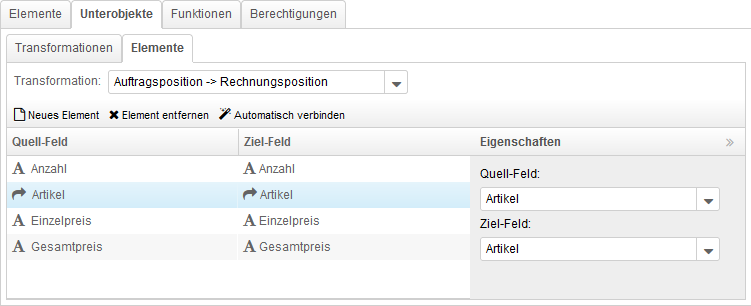 Elemente Unterobjekte Funktionen Berechtigungen
Transformationen Elemente
Transformation: Auftragsposition -> Rechnungsposition
Neues Element Element entfernen Automatisch verbinden
Quell-Feld Ziel-Feld Eigenschaften »
A Anzahl A Anzahl
Quell-Feld:
Artikel Artikel Artikel
Ziel-Feld:
A Einzelpreis A Einzelpreis
A Gesamtpreis A Gesamtpreis Artikel